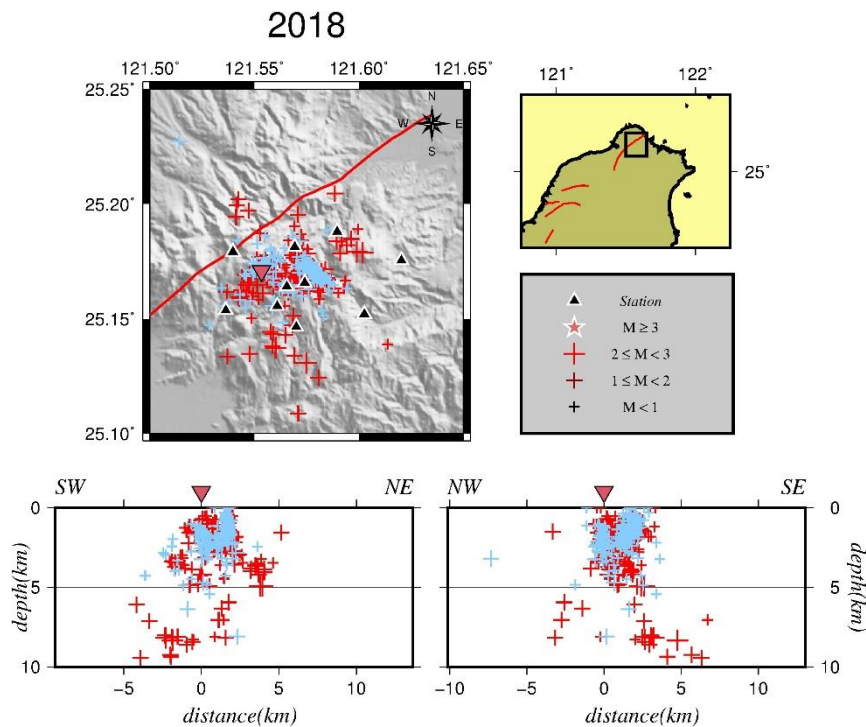 2018
121.50° 121.55° 121.60° 121.65°
25.25°
25.20°
25.15°
25.10°
N
W E
S
121° 122°
25°
Station
M ≥ 3
2 ≤ M < 3
1 ≤ M < 2
M < 1
SW NE
NW SE
0 0
5 5
10 10
depth(km) depth(km)
−5 0 5 10
−10 −5 0 5 10
distance(km) distance(km)